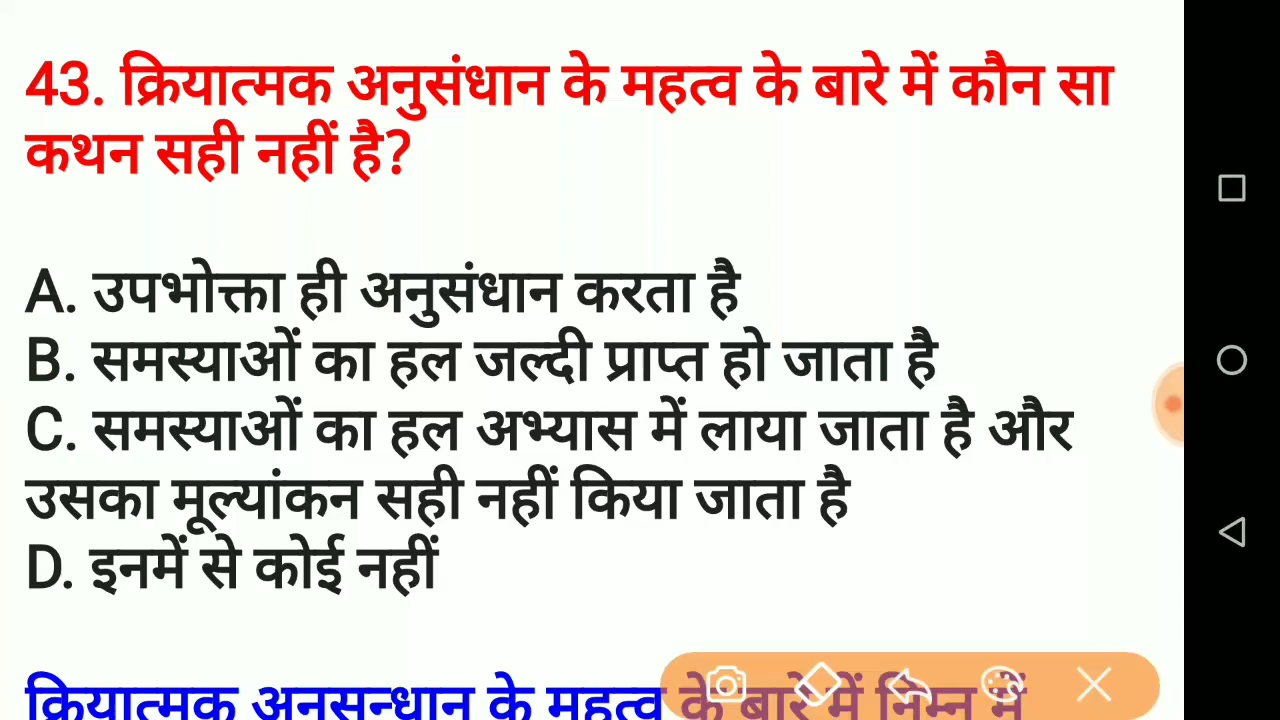 43. क्रियात्मक अनुसंधान के महत्व के बारे में कौन सा
कथन सही नहीं है?
A. उपभोक्ता ही अनुसंधान करता है
B. समस्याओं का हल जल्दी प्राप्त हो जाता है
C. समस्याओं का हल अभ्यास में लाया जाता है और
उसका मूल्यांकन सही नहीं किया जाता है
D. इनमें से कोई नहीं
क्रियात्मक अनुसन्धान के महत्व के बारे में निम्न में